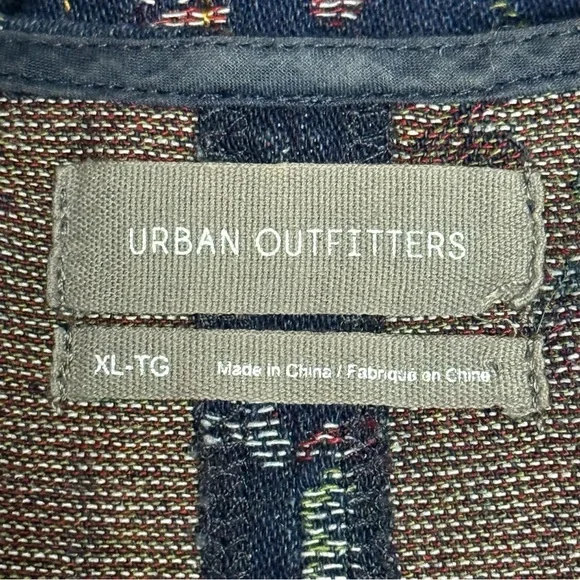 URBAN OUTFITTERS
XL-TG Made in China / Fabriqué en Chine